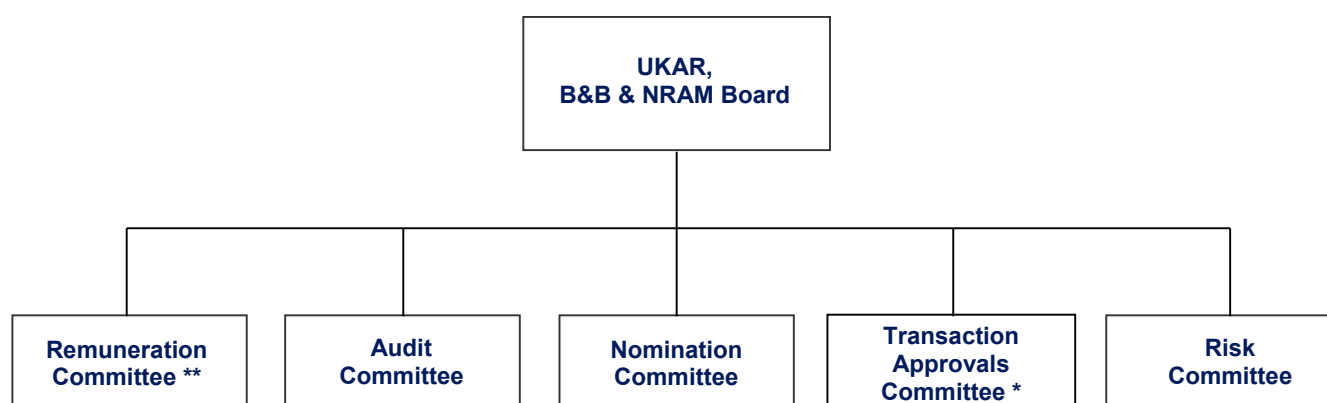 UKAR,
B&B & NRAM Board
Remuneration
Committee **
Audit
Committee
Nomination
Committee
Transaction
Approvals
Committee *
Risk
Committee